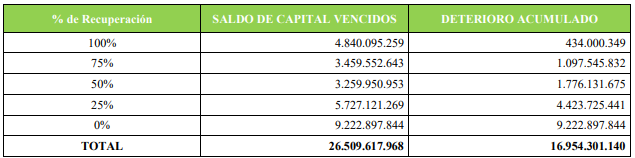 % de Recuperación SALDO DE CAPITAL VENCIDOS DETERIORO ACUMULADO
100% 4.840.095.259 434.000.349
75% 3.459.552.643 1.097.545.832
50% 3.259.950.953 1.776.131.675
25% 5.727.121.269 4.423.725.441
0% 9.222.897.844 9.222.897.844
TOTAL 26.509.617.968 16.954.301.140